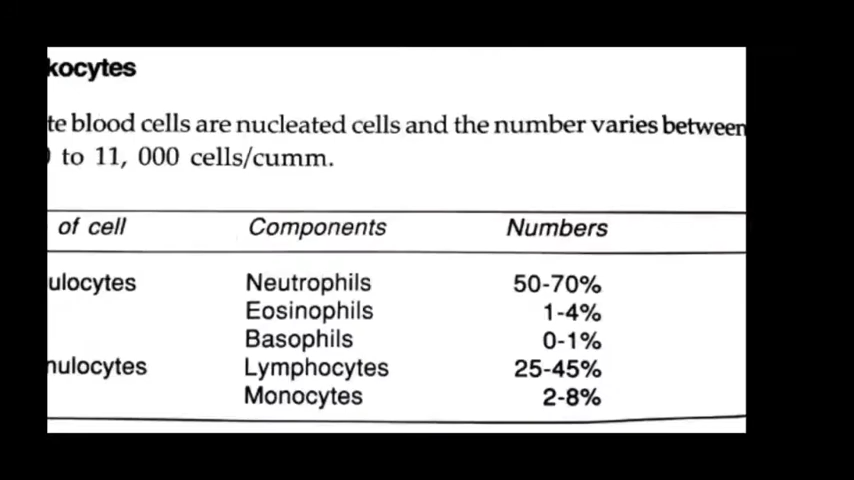 kocytes
te blood cells are nucleated cells and the number varies between
to 11, 000 cells/cumm.
of cell Components Numbers
ulocytes Neutrophils 50-70%
Eosinophils 1-4%
Basophils 0-1%
nulocytes Lymphocytes 25-45%
Monocytes 2-8%